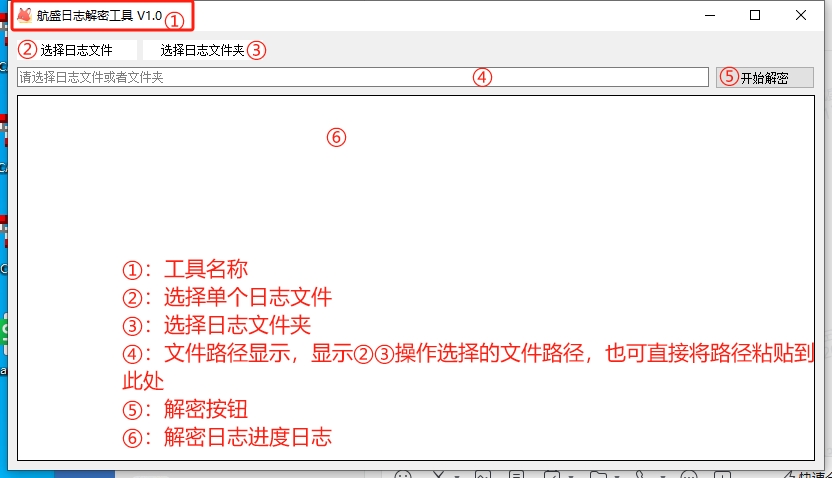 航盛日志解密工具 V1.0 ①
② 选择日志文件 选择日志文件夹 ③
请选择日志文件或者文件夹 ④ ⑤ 开始解密
⑥
①：工具名称
②：选择单个日志文件
③：选择日志文件夹
④：文件路径显示，显示②③操作选择的文件路径，也可直接将路径粘贴到
此处
⑤：解密按钮
⑥：解密日志进度日志